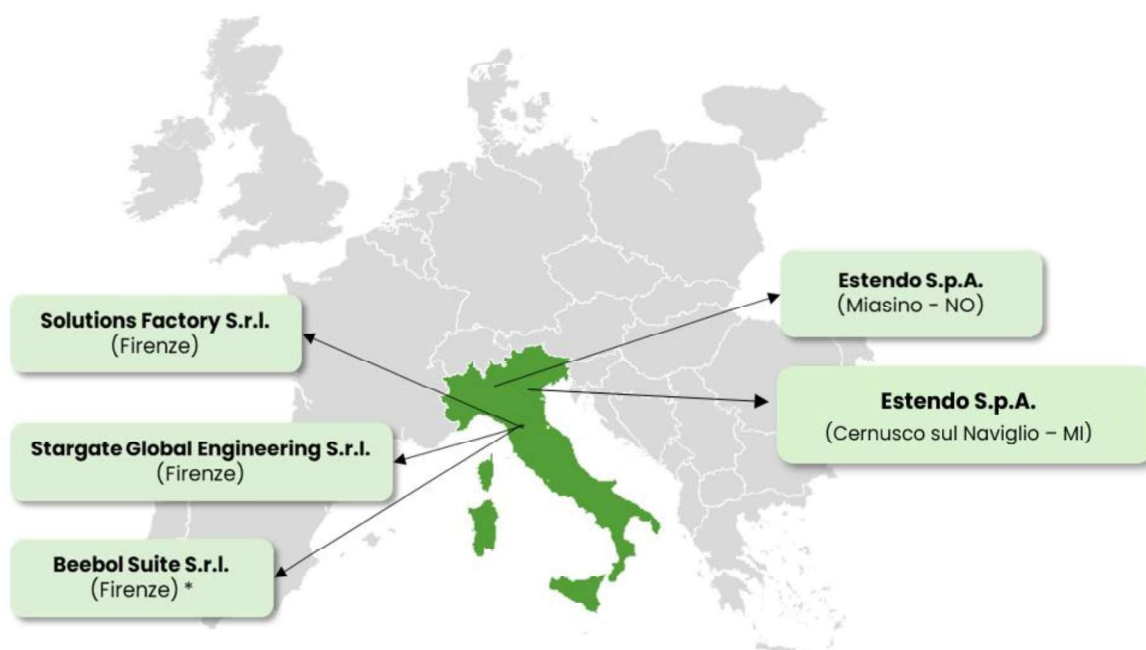 Solutions Factory S.r.l.
(Firenze)
Stargate Global Engineering S.r.l.
(Firenze)
Beebol Suite S.r.l.
(Firenze) *
Estendo S.p.A.
(Miasino - NO)
Estendo S.p.A.
(Cernusco sul Naviglio – MI)